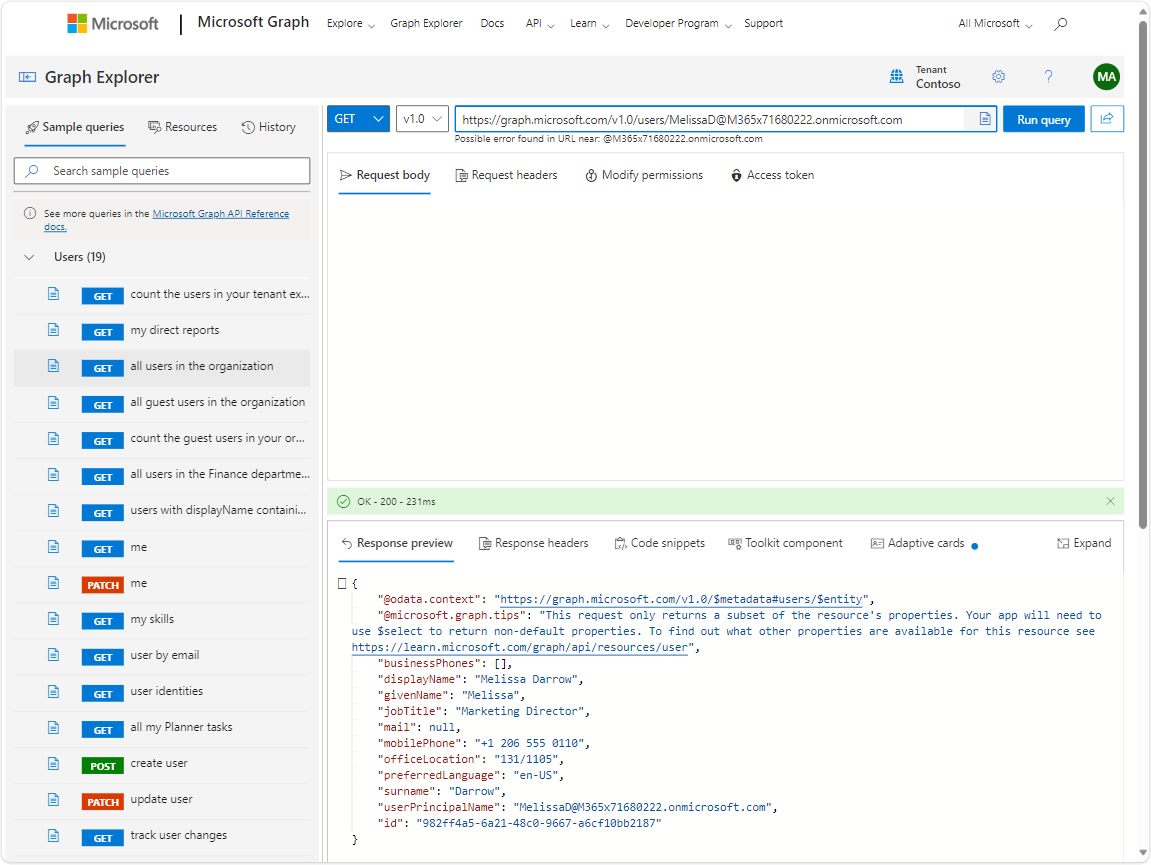 Microsoft | Microsoft Graph Explore Graph Explorer Docs API Learn Developer Program Support All Microsoft
Graph Explorer
Tenant
Contoso
? MA
Sample queries Resources History
Search sample queries
See more queries in the Microsoft Graph API Reference
docs.
Users (19)
GET count the users in your tenant ex...
GET my direct reports
GET all users in the organization
GET all guest users in the organization
GET count the guest users in your or...
GET all users in the Finance departme...
GET users with displayName containi...
GET me
PATCH me
GET my skills
GET user by email
GET user identities
GET all my Planner tasks
POST create user
PATCH update user
GET track user changes
GET v1.0 https://graph.microsoft.com/v1.0/users/MelissaD@M365x71680222.onmicrosoft.com Run query
Possible error found in URL near: @M365x71680222.onmicrosoft.com
Request body Request headers Modify permissions Access token
OK - 200 - 231ms
Response preview Response headers Code snippets Toolkit component Adaptive cards Expand
{
"@odata.context": "https://graph.microsoft.com/v1.0/$metadata#users/$entity",
"@microsoft.graph.tips": "This request only returns a subset of the resource's properties. Your app will need to
use $select to return non-default properties. To find out what other properties are available for this resource see
https://learn.microsoft.com/graph/api/resources/user",
"businessPhones": [],
"displayName": "Melissa Darrow",
"givenName": "Melissa",
"jobTitle": "Marketing Director",
"mail": null,
"mobilePhone": "+1 206 555 0110",
"officeLocation": "131/1105",
"preferredLanguage": "en-US",
"surname": "Darrow",
"userPrincipalName": "MelissaD@M365x71680222.onmicrosoft.com",
"id": "982ff4a5-6a21-48c0-9667-a6cf10bb2187"
}